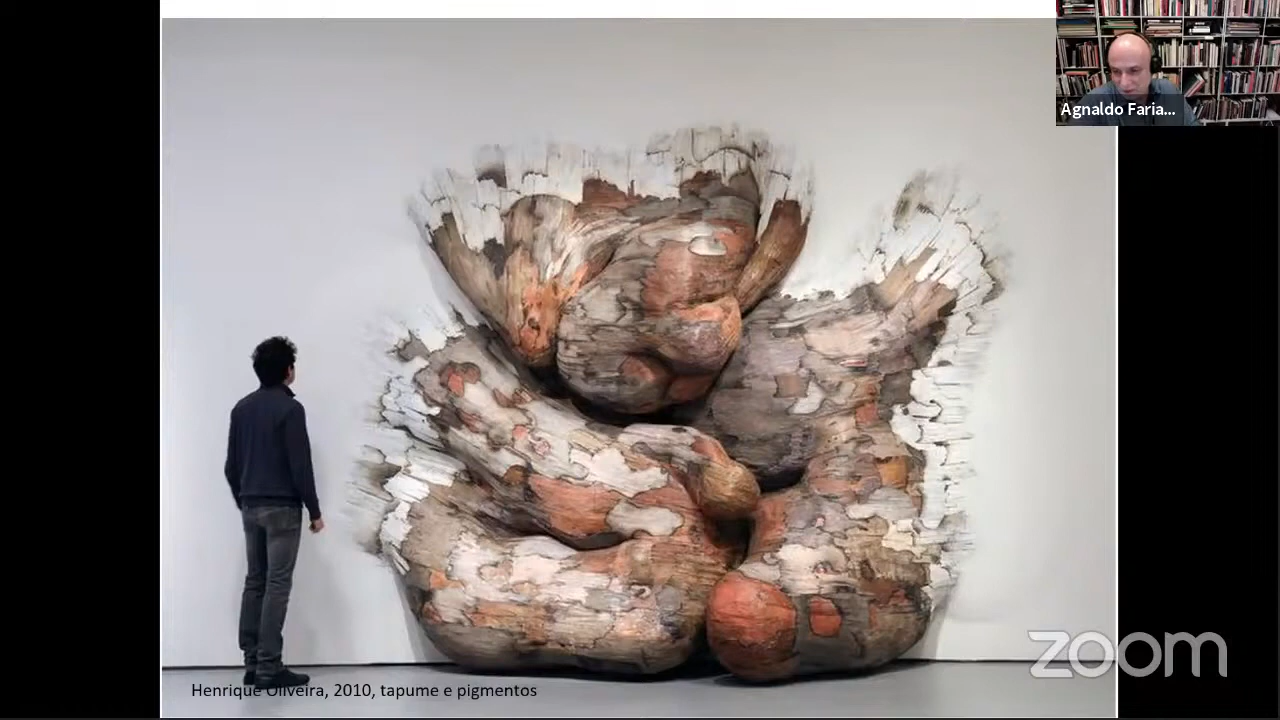 Agnaldo Faria...
zoom
Henrique Oliveira, 2010, tapume e pigmentos